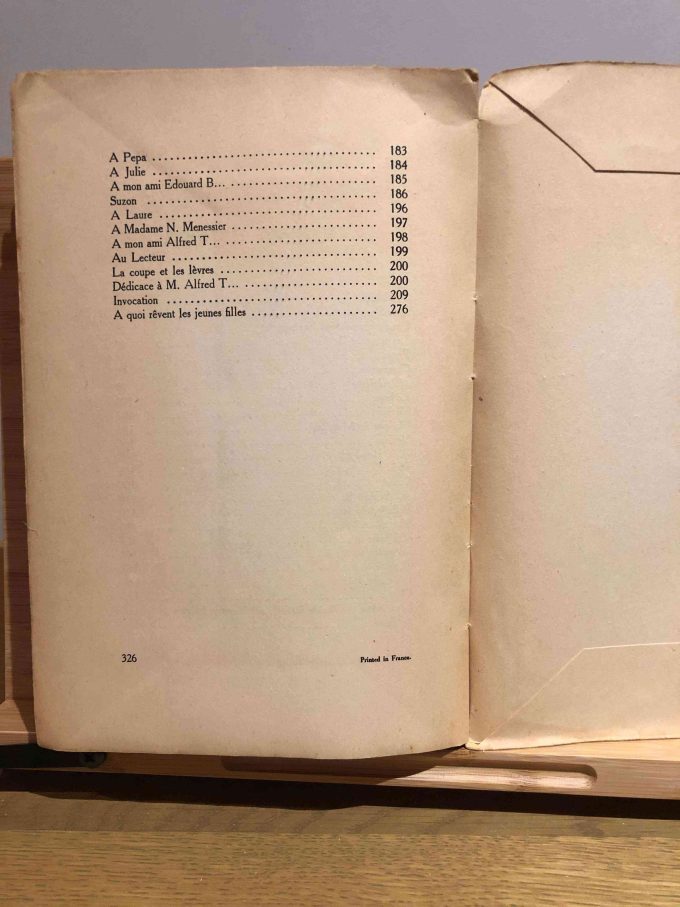 A Pepa ........................................ 183
A Julie ........................................ 184
A mon ami Edouard B... ........................ 185
Suzon ........................................ 186
A Laure ........................................ 196
A Madame N. Menessier ........................ 197
A mon ami Alfred T... ........................ 198
Au Lecteur ................................... 199
La coupe et les lèvres ........................ 200
Dédicace à M. Alfred T... ..................... 200
Invocation ................................... 209
A quoi rêvent les jeunes filles ................ 276
326
Printed in France.